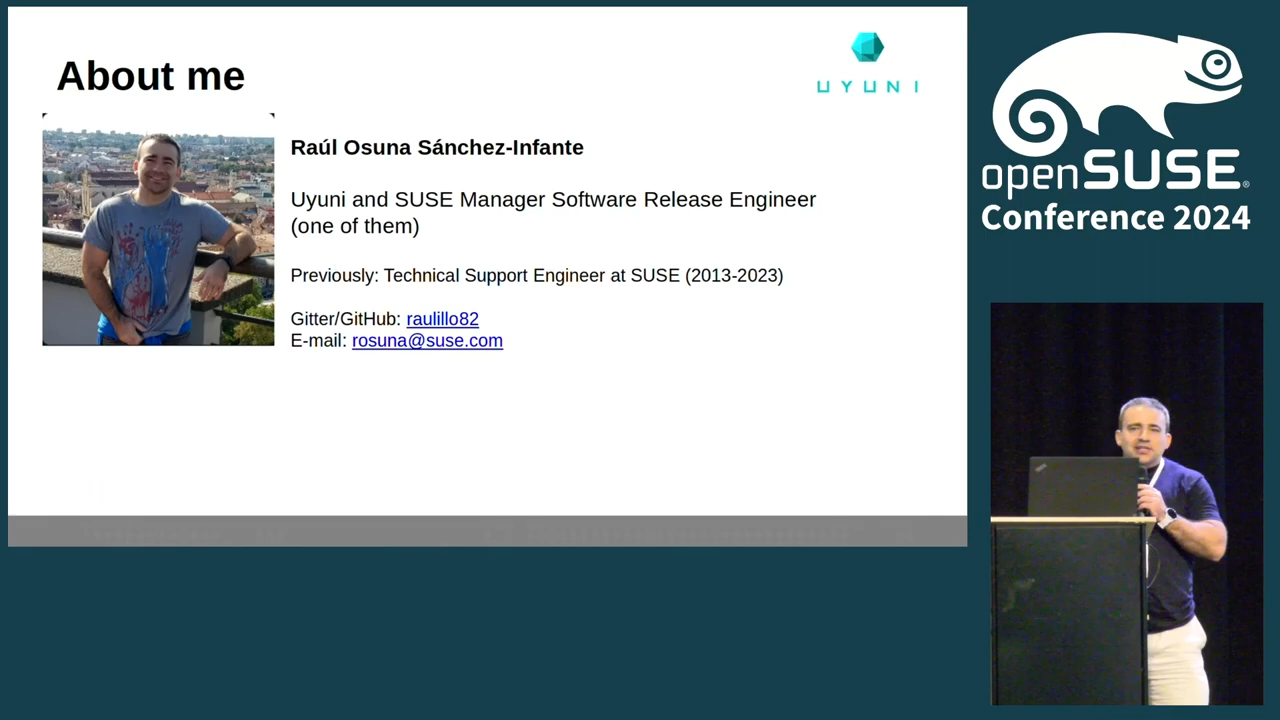 About me
UYUNI
Raúl Osuna Sánchez-Infante
Uyuni and SUSE Manager Software Release Engineer
(one of them)
Previously: Technical Support Engineer at SUSE (2013-2023)
Gitter/GitHub: raulillo82
E-mail: rosuna@suse.com
openSUSE®
Conference 2024